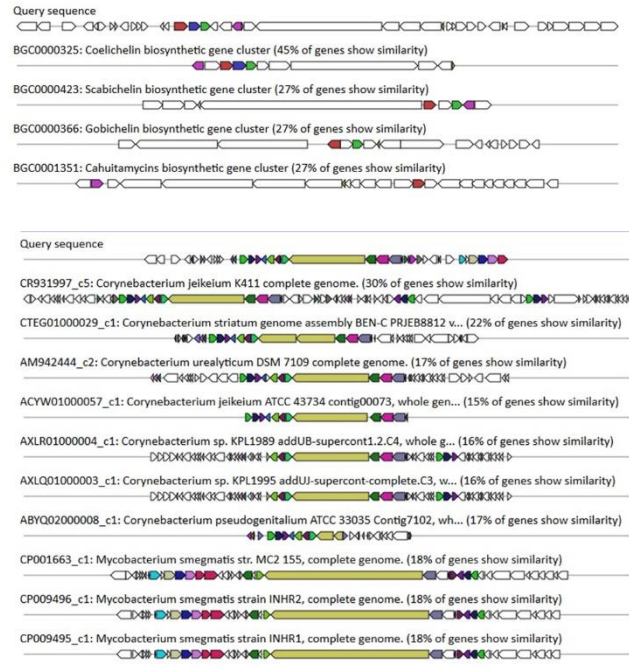 Query sequence
BGC0000325: Coelichelin biosynthetic gene cluster (45% of genes show similarity)
BGC0000423: Scabichelin biosynthetic gene cluster (27% of genes show similarity)
BGC0000366: Gobichelin biosynthetic gene cluster (27% of genes show similarity)
BGC0001351: Cahuitamycins biosynthetic gene cluster (27% of genes show similarity)
Query sequence
CR931997_c5: Corynebacterium jeikeium K411 complete genome. (30% of genes show similarity)
CTEG01000029_c1: Corynebacterium striatum genome assembly BEN-C PRJEB8812 v... (22% of genes show similarity)
AM942444_c2: Corynebacterium urealyticum DSM 7109 complete genome. (17% of genes show similarity)
ACYW01000057_c1: Corynebacterium jeikeium ATCC 43734 contig00073, whole gen... (15% of genes show similarity)
AXLR01000004_c1: Corynebacterium sp. KPL1989 addUB-supercont1.2.C4, whole g... (16% of genes show similarity)
AXLQ01000003_c1: Corynebacterium sp. KPL1995 addUJ-supercont-complete.C3, w... (16% of genes show similarity)
ABYQ02000008_c1: Corynebacterium pseudogenitalium ATCC 33035 Contig7102, wh... (17% of genes show similarity)
CP001663_c1: Mycobacterium smegmatis str. MC2 155, complete genome. (18% of genes show similarity)
CP009496_c1: Mycobacterium smegmatis strain INHR2, complete genome. (18% of genes show similarity)
CP009495_c1: Mycobacterium smegmatis strain INHR1, complete genome. (18% of genes show similarity)